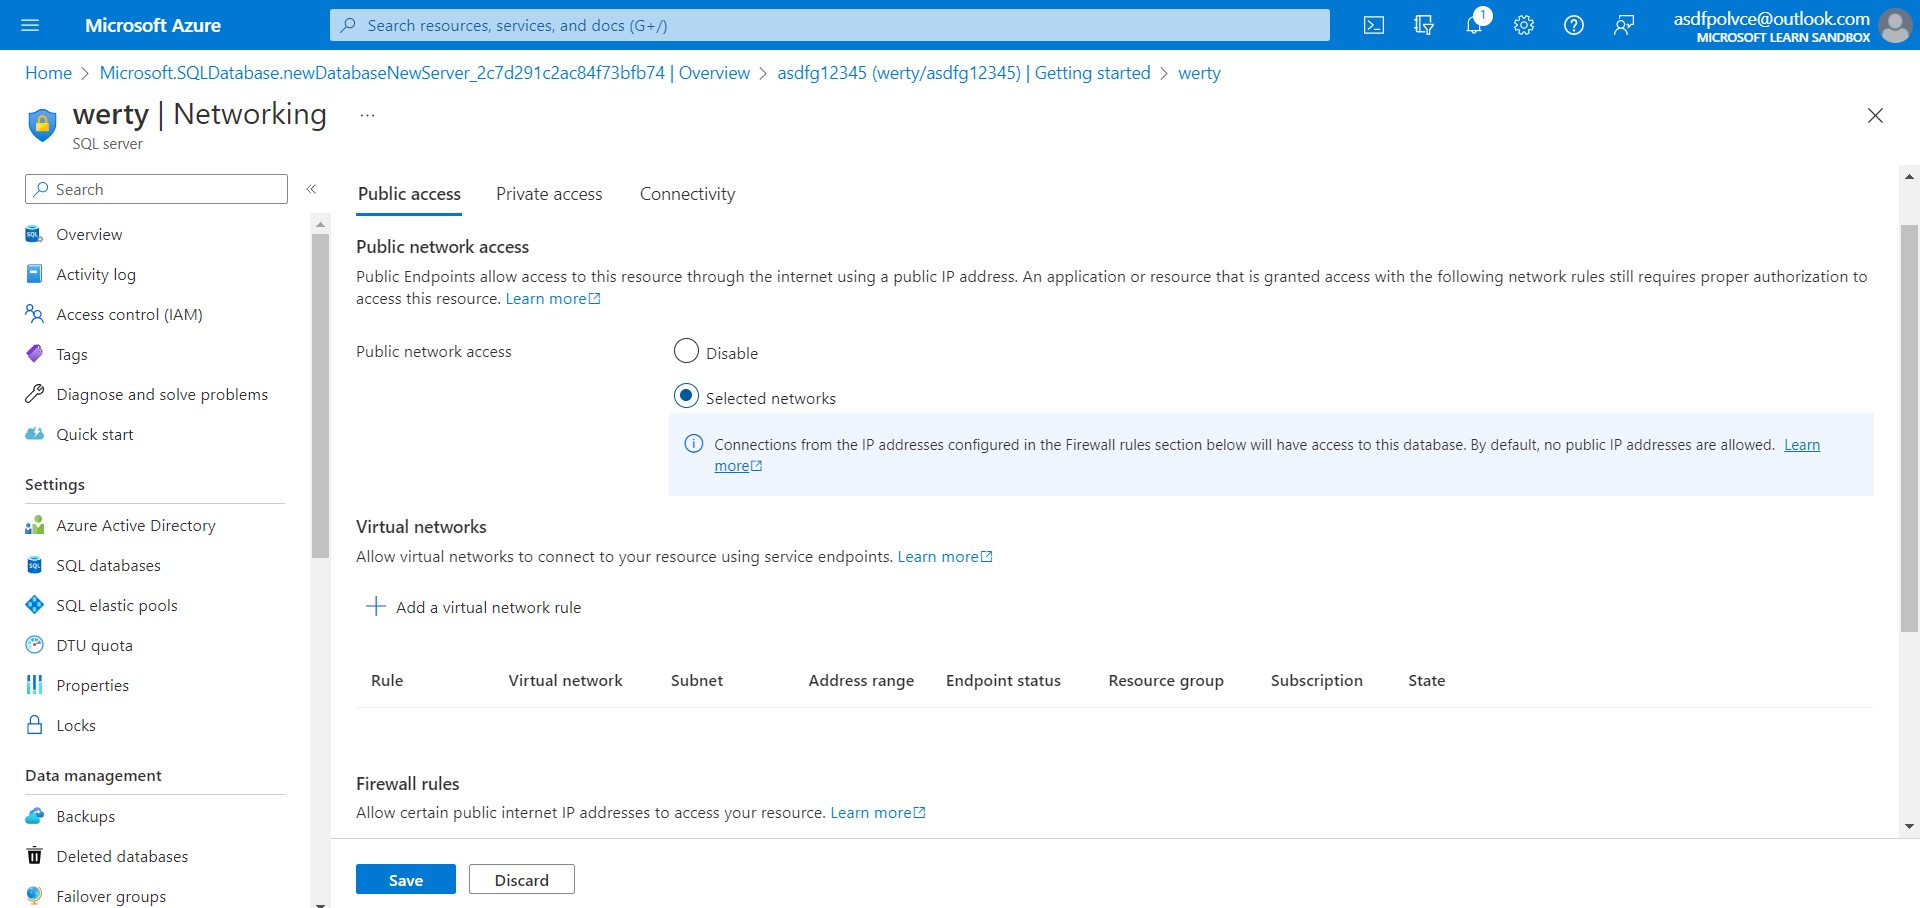 Microsoft Azure
Search resources, services, and docs (G+/)
1
asdfpolvce@outlook.com
MICROSOFT LEARN SANDBOX
Home > Microsoft.SQLDatabase.newDatabaseNewServer_2c7d291c2ac84f73bfb74 | Overview > asdfg12345 (werty/asdfg12345) | Getting started > werty
werty | Networking ...
SQL server
Search
«
Overview
Activity log
Access control (IAM)
Tags
Diagnose and solve problems
Quick start
Settings
Azure Active Directory
SQL databases
SQL elastic pools
DTU quota
Properties
Locks
Data management
Backups
Deleted databases
Failover groups
Public access Private access Connectivity
Public network access
Public Endpoints allow access to this resource through the internet using a public IP address. An application or resource that is granted access with the following network rules still requires proper authorization to
access this resource. Learn more
Public network access
Disable
Selected networks
Connections from the IP addresses configured in the Firewall rules section below will have access to this database. By default, no public IP addresses are allowed. Learn
more
Virtual networks
Allow virtual networks to connect to your resource using service endpoints. Learn more
+ Add a virtual network rule
Rule Virtual network Subnet Address range Endpoint status Resource group Subscription State
Firewall rules
Allow certain public internet IP addresses to access your resource. Learn more
Save Discard